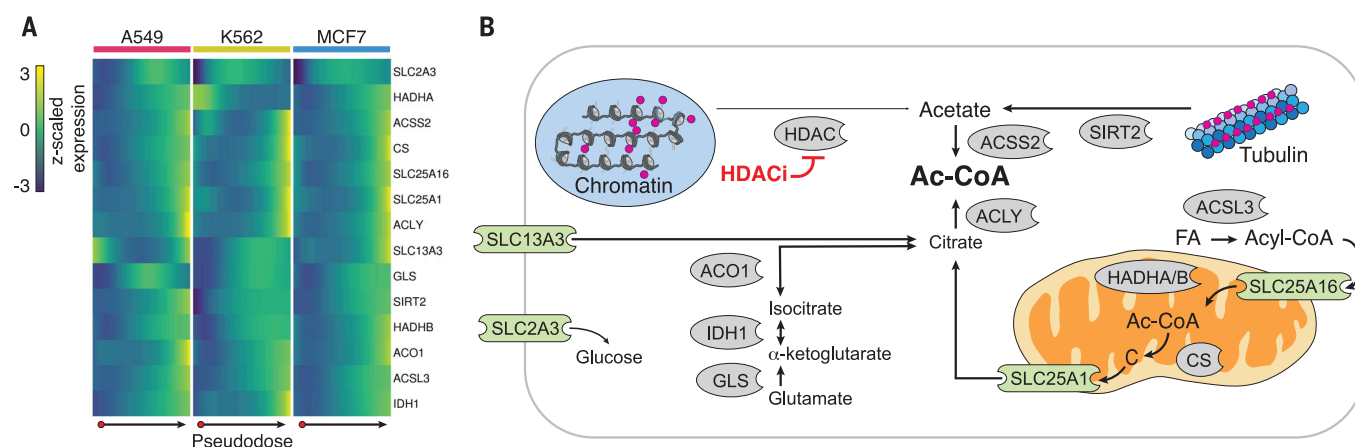 A
A549
K562
MCF7
3
0
-3
z-scaled
expression
SLC2A3
HADHA
ACSS2
CS
SLC25A16
SLC25A1
ACLY
SLC13A3
GLS
SIRT2
HADHB
ACO1
ACSL3
IDH1
Pseudodose
B
Chromatin
HDAC
HDACi
Acetate
ACSS2
SIRT2
Tubulin
Ac-CoA
ACLY
Citrate
ACSL3
FA
Acyl-CoA
SLC13A3
ACO1
Isocitrate
HADHA/B
SLC25A16
Ac-CoA
SLC2A3
Glucose
IDH1
α-ketoglutarate
C
CS
GLS
Glutamate
SLC25A1